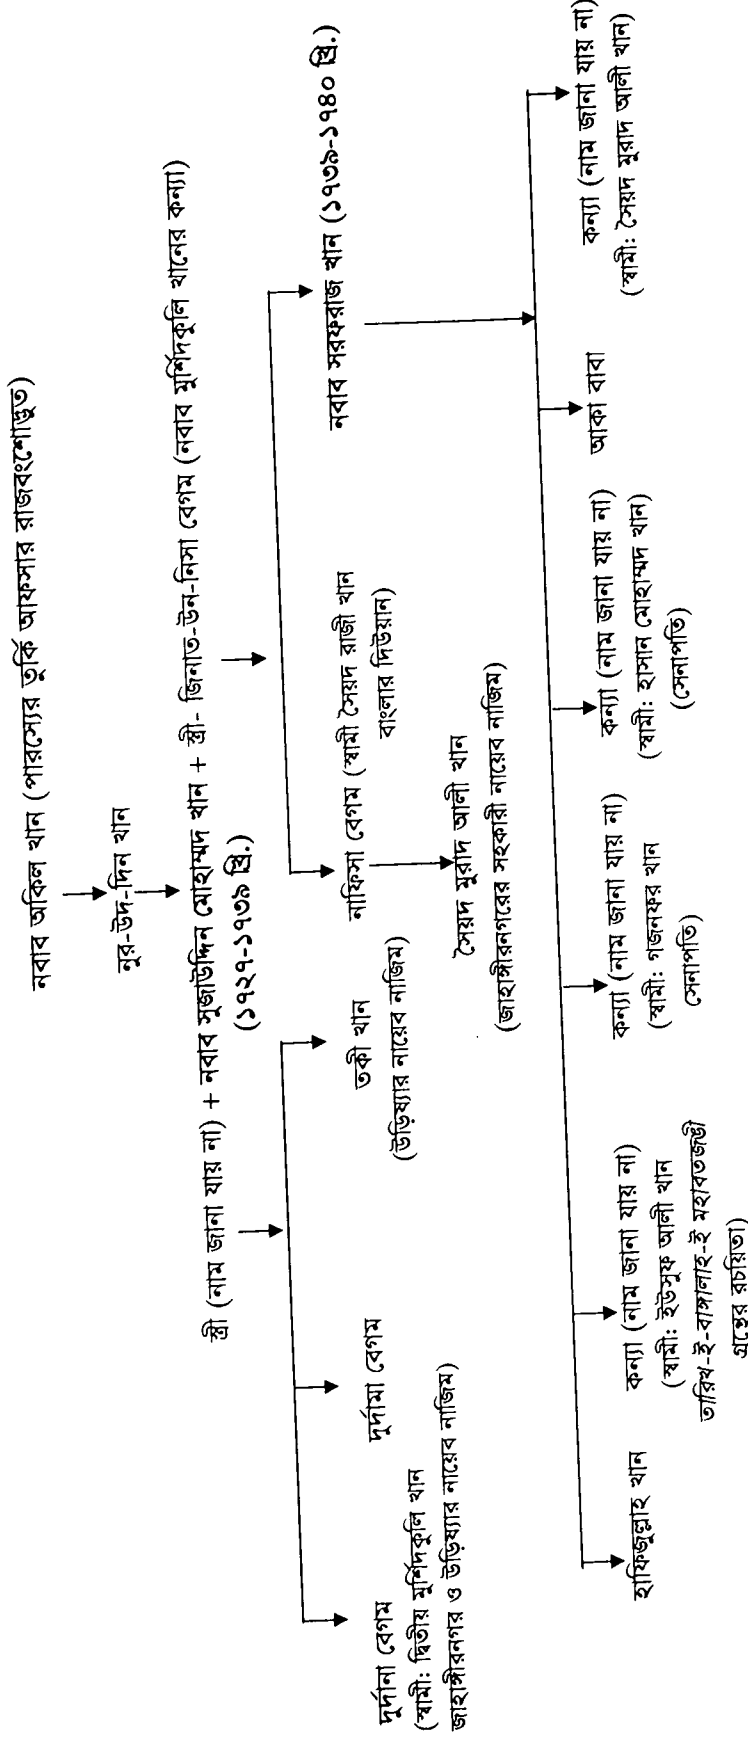 নবাব অকিল খান (পারস্যের তুর্কি আফসার রাজবংশোদ্ভুত)
নুর-উদ-দিন খান
স্ত্রী (নাম জানা যায় না) + নবাব সুজাউদ্দিন মোহাম্মদ খান + স্ত্রী- জিনাত-উন-নিসা বেগম (নবাব মুর্শিদকুলি খানের কন্যা)
(১৭২৭-১৭৩৯ খ্রি.)
দুর্দানা বেগম
(স্বামী: দ্বিতীয় মুর্শিদকুলি খান
জাহাঙ্গীরনগর ও উড়িষ্যার নায়েব নাজিম)
দুর্দামা বেগম
তকী খান
(উড়িষ্যার নায়েব নাজিম)
নাফিসা বেগম (স্বামী সৈয়দ রাজী খান
বাংলার দিউয়ান)
নবাব সরফরাজ খান (১৭৩৯-১৭৪০ খ্রি.)
সৈয়দ মুরাদ আলী খান
(জাহাঙ্গীরনগরের সহকারী নায়েব নাজিম)
হাফিজুল্লাহ খান
কন্যা (নাম জানা যায় না)
(স্বামী: ইউসুফ আলী খান
তারিখ-ই-বাঙ্গালাহ-ই মহাবতজঙ্গী
গ্রন্থের রচয়িতা)
কন্যা (নাম জানা যায় না)
(স্বামী: গজনফর খান
সেনাপতি)
কন্যা (নাম জানা যায় না)
(স্বামী: হাসান মোহাম্মদ খান)
(সেনাপতি)
আকা বাবা
কন্যা (নাম জানা যায় না)
(স্বামী: সৈয়দ মুরাদ আলী খান)